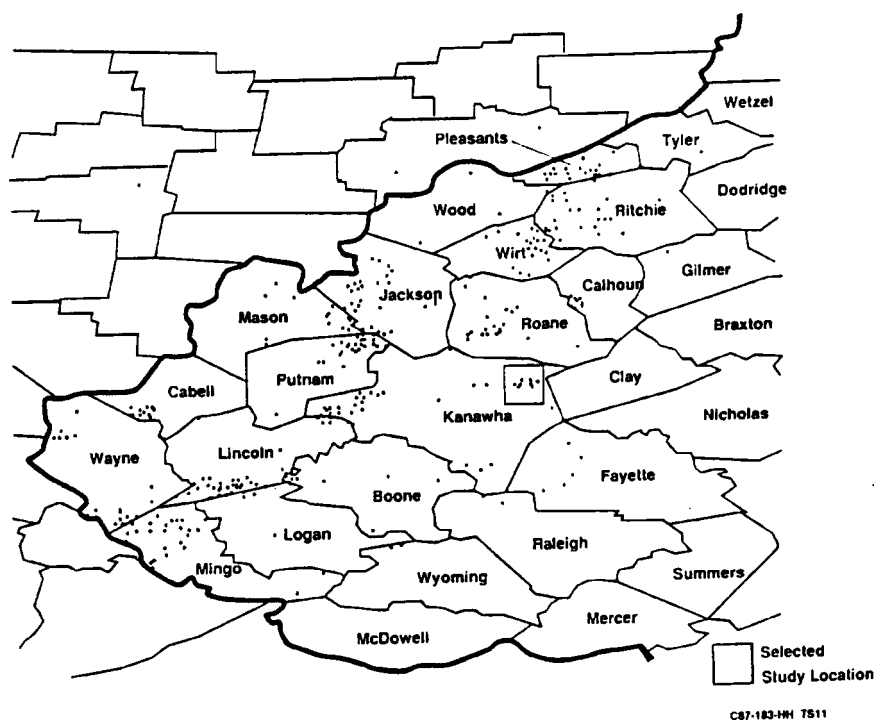 Wetzel
Pleasants
Tyler
Dodridge
Wood
Ritchie
Wirt
Gilmer
Calhoun
Jackson
Mason
Roane
Braxton
Putnam
Clay
Cabell
Kanawha
Nicholas
Wayne
Lincoln
Fayette
Boone
Logan
Raleigh
Mingo
Wyoming
Summers
Mercer
McDowell
Selected
Study Location
C87-183-HH TS11